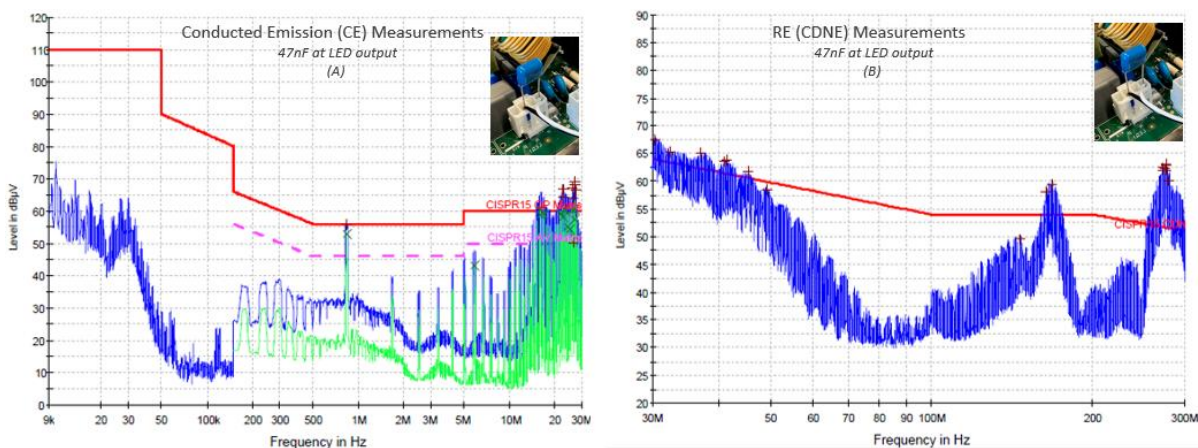 Conducted Emission (CE) Measurements
47nF at LED output
(A)
Level in dBµV
120
110
100
90
80
70
60
50
40
30
20
10
0
CISPR15
CISPR15
9k 20 30 50 100k 200 300 500 1M 2M 3M 4M 5M 10M 20 30M
Frequency in Hz
RE (CDNE) Measurements
47nF at LED output
(B)
Level in dBµV
90
85
80
75
70
65
60
55
50
45
40
35
30
25
20
30M 50 60 70 80 100M 200 300M
Frequency in Hz